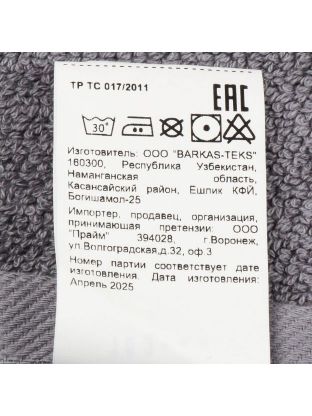 ТР ТС 017/2011
EAC
30°
Изготовитель: ООО "BARKAS-TEKS"
160300, Республика Узбекистан,
Наманганская область,
Касансайский район, Ешлик КФЙ,
Богишамол-25
Импортер, продавец, организация,
принимающая претензии: ООО
"Прайм" 394028, г.Воронеж,
ул.Волгоградская,д.32, оф.3
Номер партии соответствует дате
изготовления. Дата изготовления:
Апрель 2025